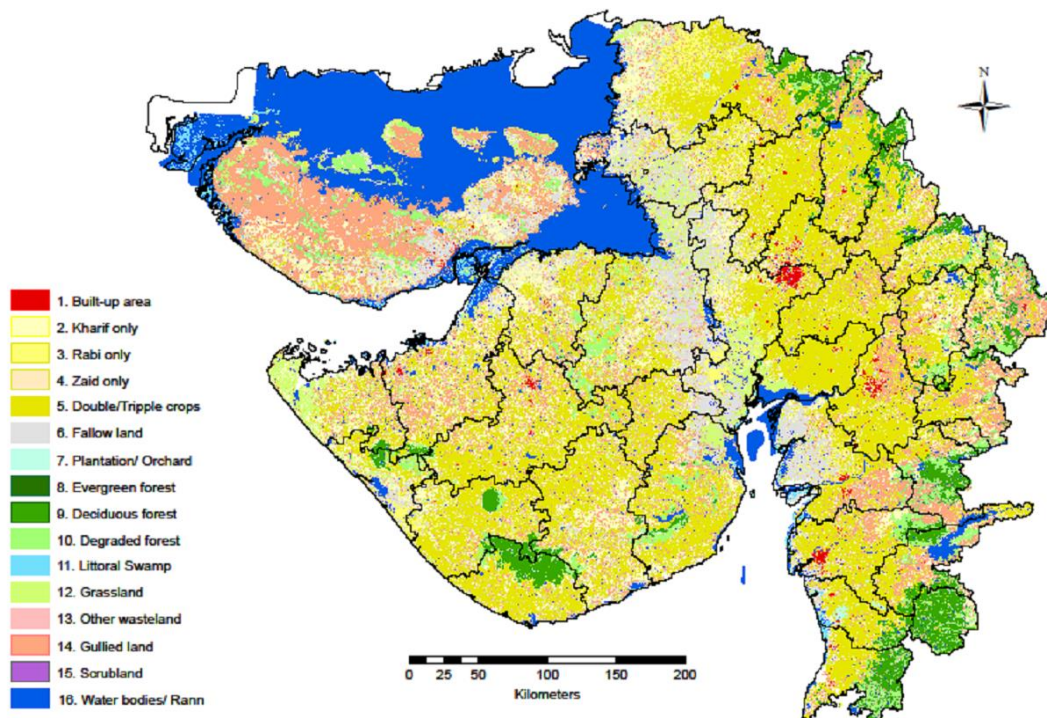 N
1. Built-up area
2. Kharif only
3. Rabi only
4. Zaid only
5. Double/Tripple crops
6. Fallow land
7. Plantation/ Orchard
8. Evergreen forest
9. Deciduous forest
10. Degraded forest
11. Littoral Swamp
12. Grassland
13. Other wasteland
14. Gullied land
15. Scrubland
16. Water bodies/ Rann
0 25 50 100 150 200
Kilometers